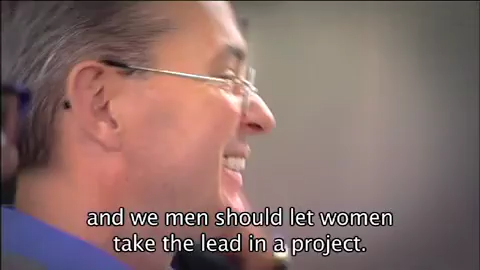 and we men should let women
take the lead in a project.